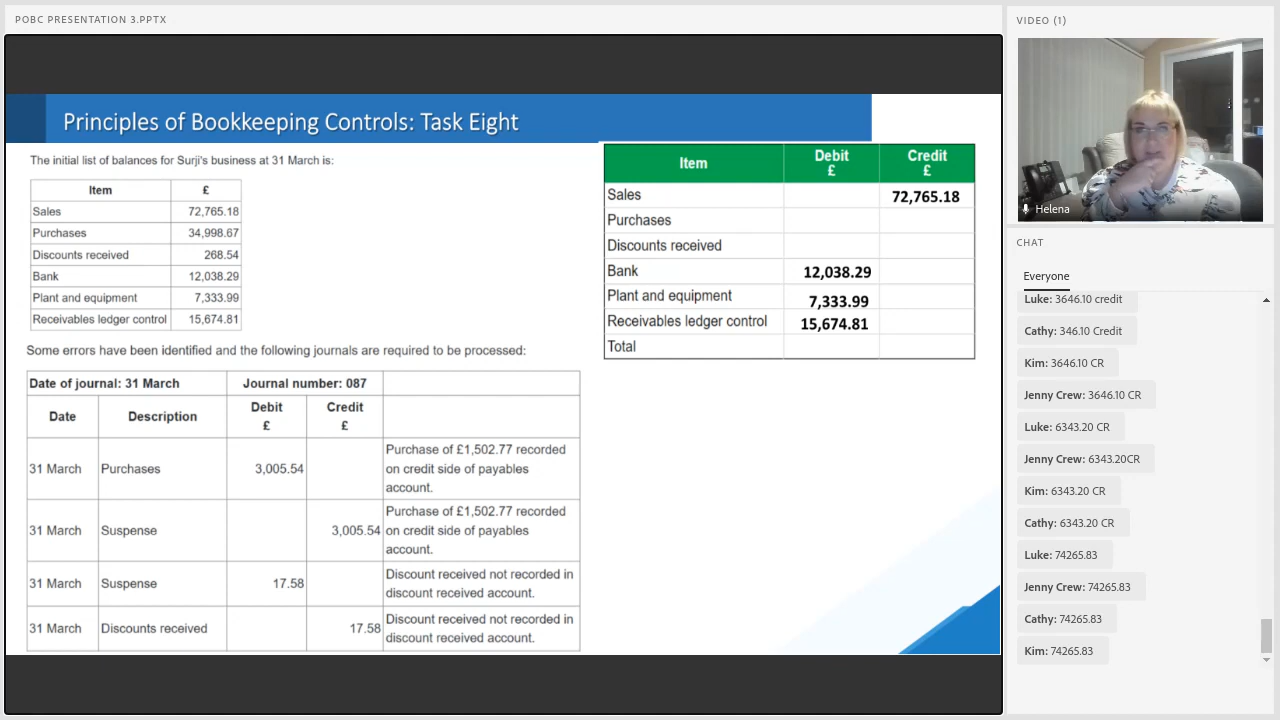 POBC PRESENTATION 3.PPTX
Principles of Bookkeeping Controls: Task Eight
The initial list of balances for Surji's business at 31 March is:
Item £
Sales 72,765.18
Purchases 34,998.67
Discounts received 268.54
Bank 12,038.29
Plant and equipment 7,333.99
Receivables ledger control 15,674.81
Some errors have been identified and the following journals are required to be processed:
Date of journal: 31 March Journal number: 087
Date Description Debit £ Credit £
31 March Purchases 3,005.54 Purchase of £1,502.77 recorded
on credit side of payables
account.
31 March Suspense 3,005.54 Purchase of £1,502.77 recorded
on credit side of payables
account.
31 March Suspense 17.58 Discount received not recorded in
discount received account.
31 March Discounts received 17.58 Discount received not recorded in
discount received account.
Item Debit £ Credit £
Sales 72,765.18
Purchases
Discounts received
Bank 12,038.29
Plant and equipment 7,333.99
Receivables ledger control 15,674.81
Total
VIDEO (1)
Helena
CHAT
Everyone
Luke: 3646.10 credit
Cathy: 346.10 Credit
Kim: 3646.10 CR
Jenny Crew: 3646.10 CR
Luke: 6343.20 CR
Jenny Crew: 6343.20CR
Kim: 6343.20 CR
Cathy: 6343.20 CR
Luke: 74265.83
Jenny Crew: 74265.83
Cathy: 74265.83
Kim: 74265.83